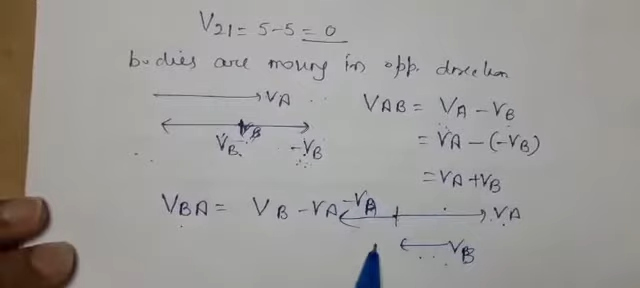 V21 = 5-5 = 0
bodies are moving in opp. direction
VA
VAB = VA - VB
VB
VB -VB
= VA - (-VB)
= VA + VB
VBA = VB - VA
-VA
VA
VB